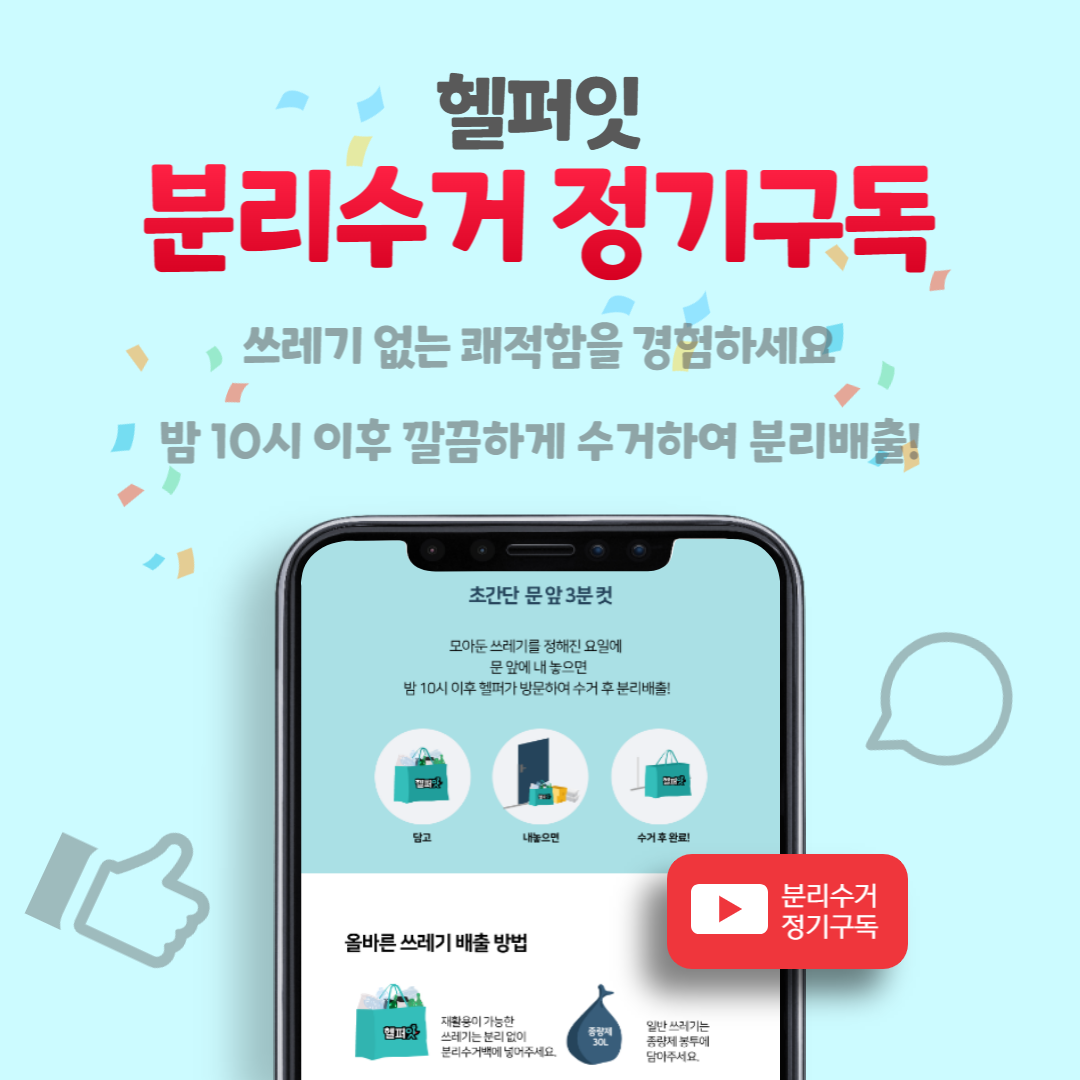 헬퍼잇
분리수거 정기구독
쓰레기 없는 쾌적함을 경험하세요
밤 10시 이후 깔끔하게 수거하여 분리배출!
초간단 문 앞 3분 컷
모아둔 쓰레기를 정해진 요일에
문 앞에 내 놓으면
밤 10시 이후 헬퍼가 방문하여 수거 후 분리배출!
헬퍼잇
헬퍼잇
헬퍼잇
담고
내놓으면
수거 후 완료!
분리수거
정기구독
올바른 쓰레기 배출 방법
헬퍼잇
재활용이 가능한
쓰레기는 분리 없이
분리수거백에 넣어주세요.
종량제
30L
일반 쓰레기는
종량제 봉투에
담아주세요.